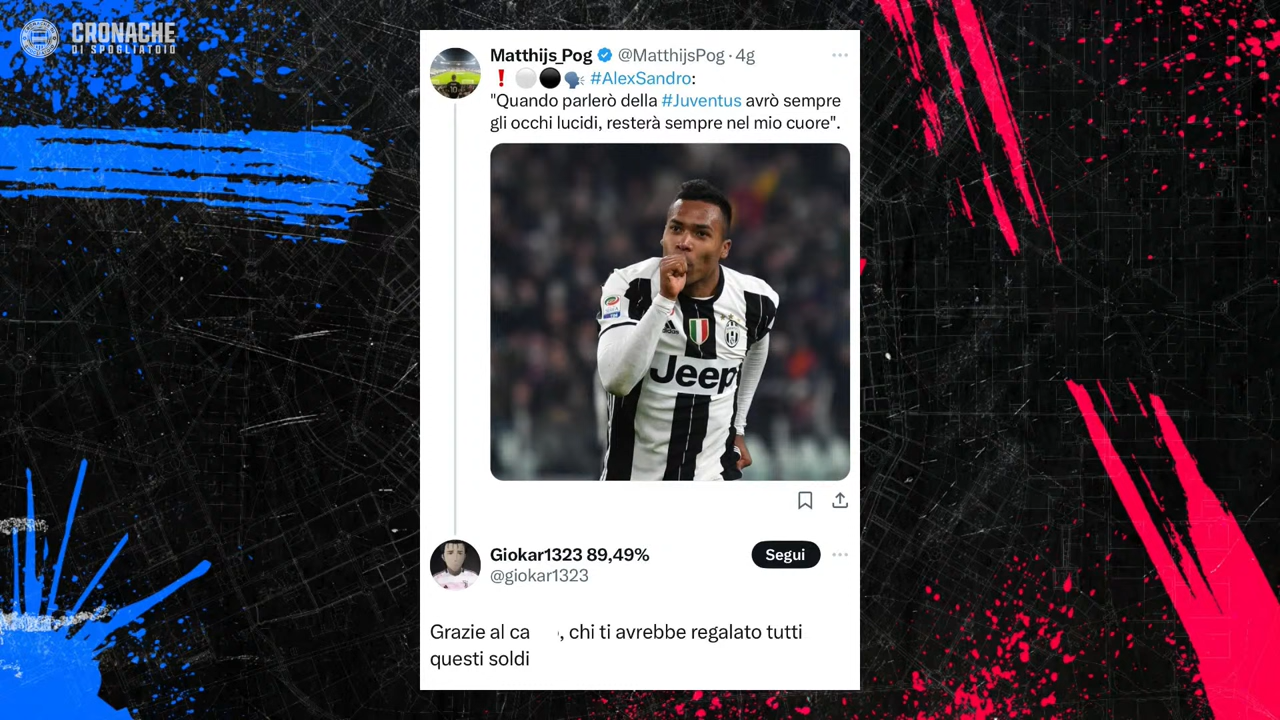 CRONACHE
DI SPOGLIATOIO
Matthijs_Pog @MatthijsPog · 4g
❗⚪⚫🗣️ #AlexSandro:
"Quando parlerò della #Juventus avrò sempre
gli occhi lucidi, resterà sempre nel mio cuore".
Jeep
Giokar1323 89,49%
Segui
@giokar1323
Grazie al ca , chi ti avrebbe regalato tutti
questi soldi